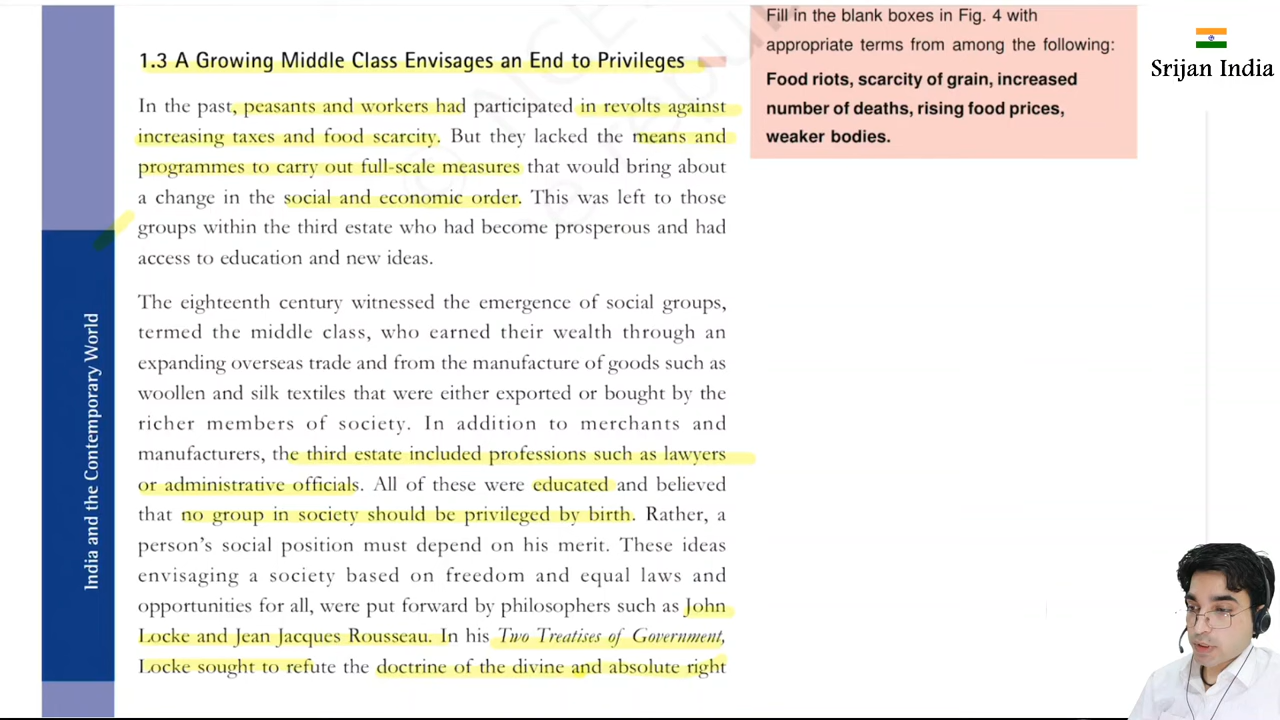 Fill in the blank boxes in Fig. 4 with
appropriate terms from among the following:
Food riots, scarcity of grain, increased
number of deaths, rising food prices,
weaker bodies.
Srijan India
1.3 A Growing Middle Class Envisages an End to Privileges
In the past, peasants and workers had participated in revolts against
increasing taxes and food scarcity. But they lacked the means and
programmes to carry out full-scale measures that would bring about
a change in the social and economic order. This was left to those
groups within the third estate who had become prosperous and had
access to education and new ideas.
The eighteenth century witnessed the emergence of social groups,
termed the middle class, who earned their wealth through an
expanding overseas trade and from the manufacture of goods such as
woollen and silk textiles that were either exported or bought by the
richer members of society. In addition to merchants and
manufacturers, the third estate included professions such as lawyers
or administrative officials. All of these were educated and believed
that no group in society should be privileged by birth. Rather, a
person's social position must depend on his merit. These ideas
envisaging a society based on freedom and equal laws and
opportunities for all, were put forward by philosophers such as John
Locke and Jean Jacques Rousseau. In his Two Treatises of Government,
Locke sought to refute the doctrine of the divine and absolute right
India and the Contemporary World